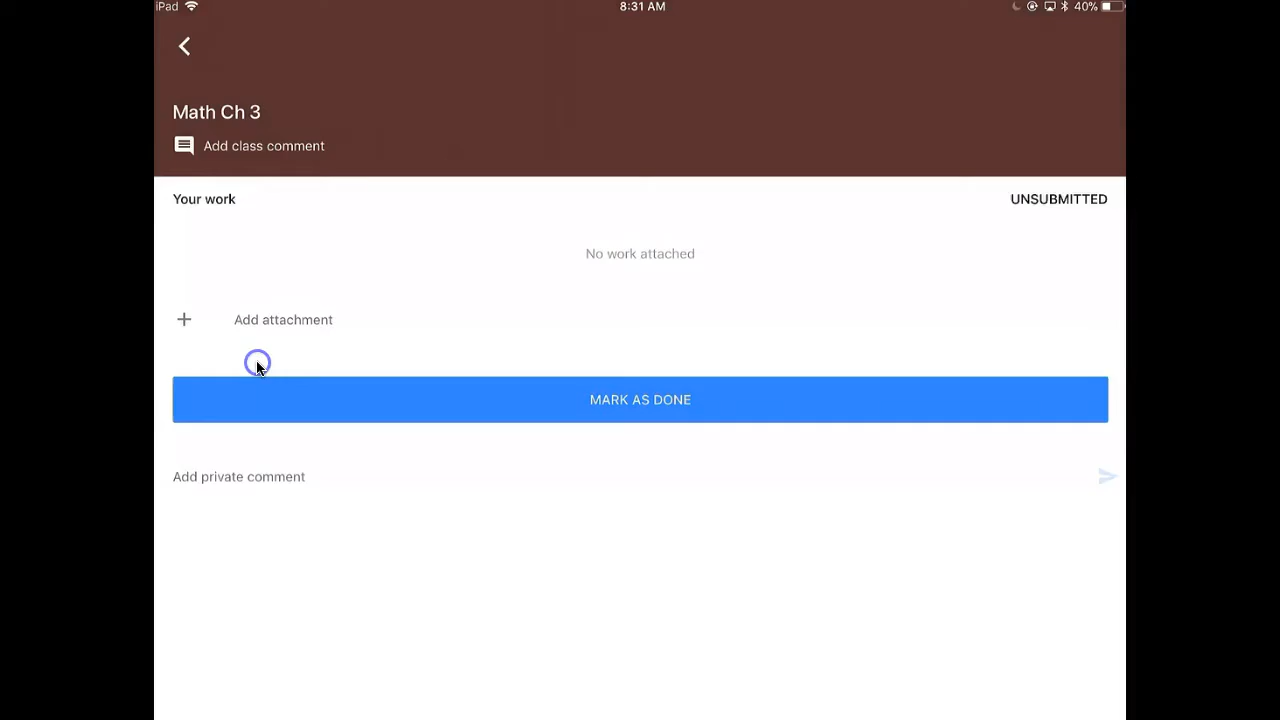 iPad 8:31 AM 40%
Math Ch 3
Add class comment
Your work UNSUBMITTED
No work attached
Add attachment
MARK AS DONE
Add private comment